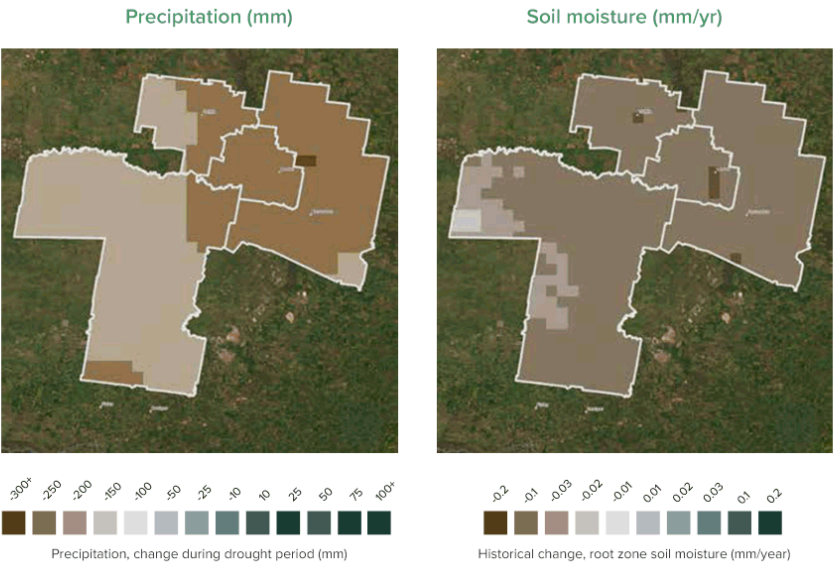 Precipitation (mm)
Soil moisture (mm/yr)
-300+ -250 -200 -150 -100 -50 -25 -10 10 25 50 75 100+
-0.2 -0.1 -0.03 -0.02 -0.01 0.01 0.02 0.03 0.1 0.2
Precipitation, change during drought period (mm)
Historical change, root zone soil moisture (mm/year)